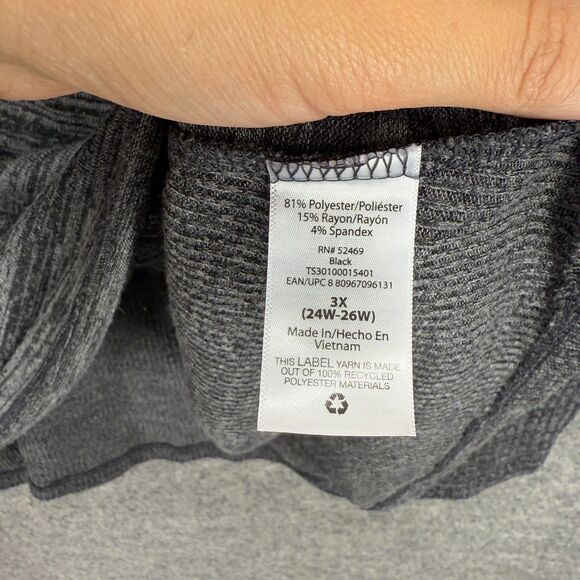 81% Polyester/Poliéster
15% Rayon/Rayón
4% Spandex
RN# 52469
Black
TS30100015401
EAN/UPC 8 80967096131
3X
(24W-26W)
Made In/Hecho En
Vietnam
THIS LABEL YARN IS MADE
OUT OF 100% RECYCLED
POLYESTER MATERIALS